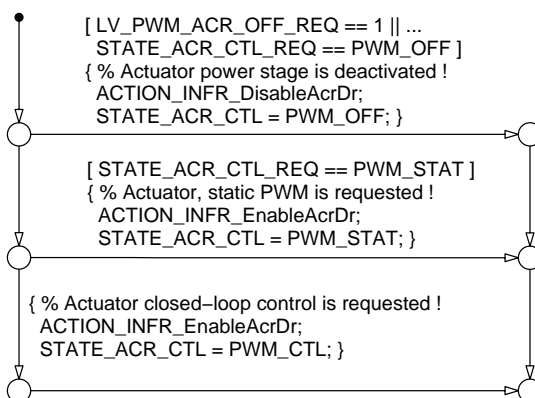 [ LV_PWM_ACR_OFF_REQ == 1 || ...
STATE_ACR_CTL_REQ == PWM_OFF ]
{ % Actuator power stage is deactivated !
ACTION_INFR_DisableAcrDr;
STATE_ACR_CTL = PWM_OFF; }
[ STATE_ACR_CTL_REQ == PWM_STAT ]
{ % Actuator, static PWM is requested !
ACTION_INFR_EnableAcrDr;
STATE_ACR_CTL = PWM_STAT; }
{ % Actuator closed−loop control is requested !
ACTION_INFR_EnableAcrDr;
STATE_ACR_CTL = PWM_CTL; }